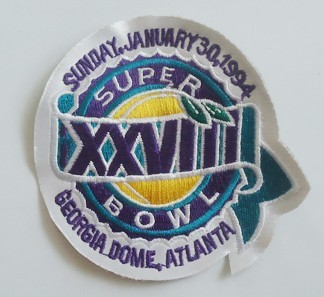 SUNDAY, JANUARY 30, 1994
SUPER
XXVIII
BOWL
GEORGIA DOME, ATLANTA